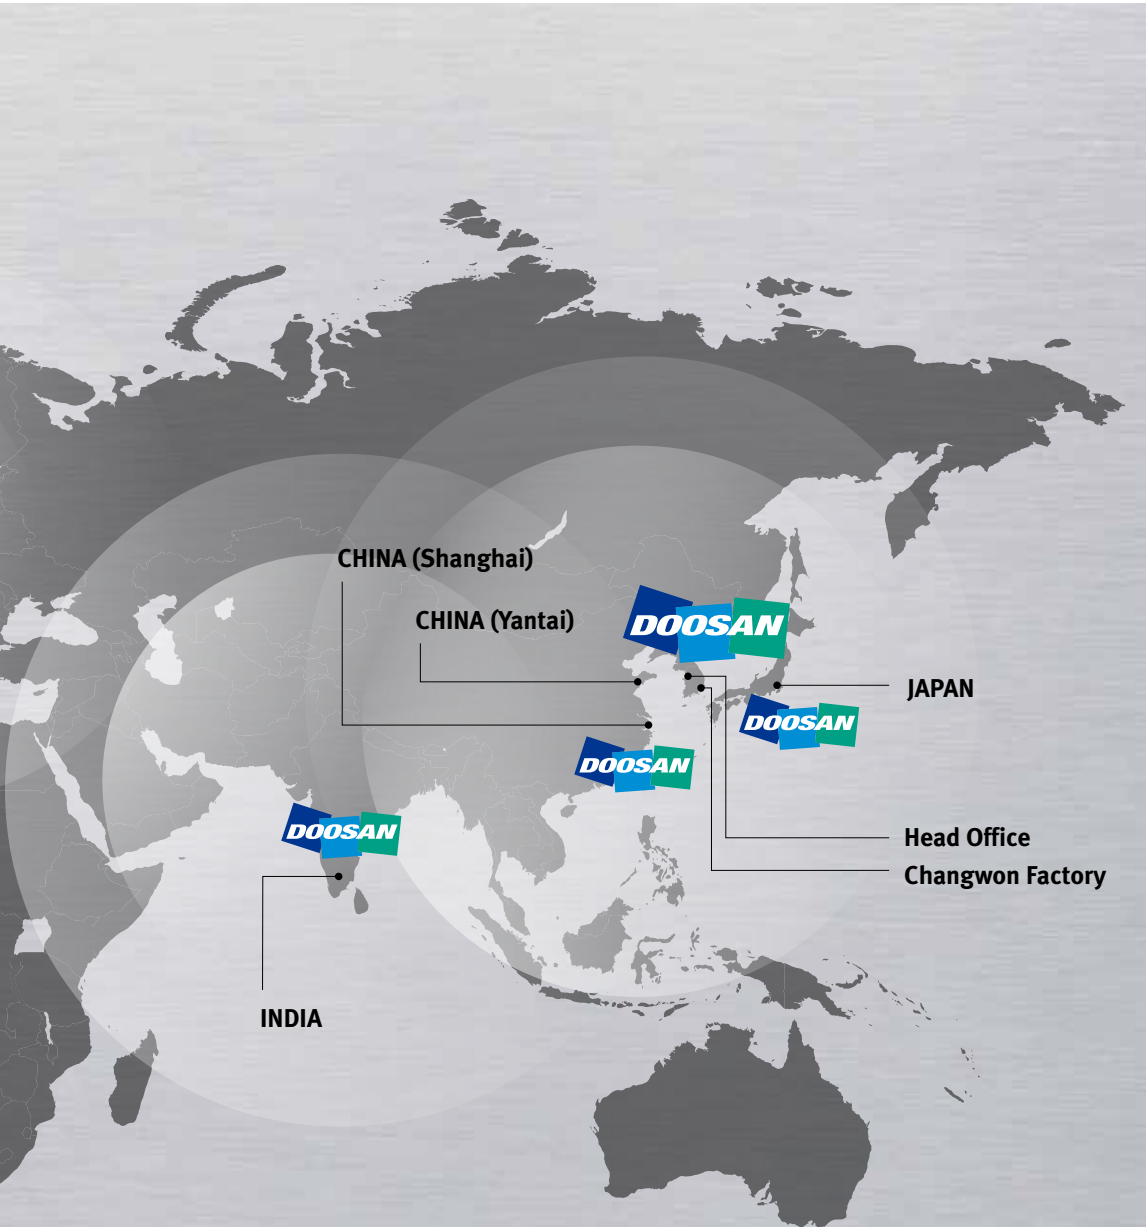 CHINA (Shanghai)
CHINA (Yantai)
DOOSAN
JAPAN
DOOSAN
DOOSAN
DOOSAN
Head Office
Changwon Factory
INDIA